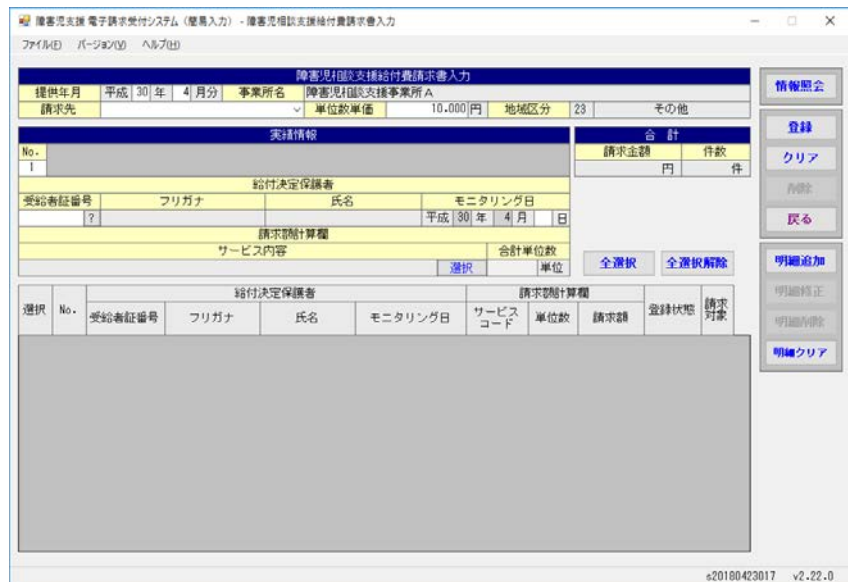 障害児支援 電子請求受付システム（簡易入力） - 障害児相談支援給付費請求書入力
ファイル(F) バージョン(V) ヘルプ(H)
障害児相談支援給付費請求書入力
提供年月 平成 30 年 4 月分 事業所名 障害児相談支援事業所A
請求先 単位数単価 10.000 円 地域区分 23 その他
実績情報
No.
1
給付決定保護者
受給者証番号 フリガナ 氏名 モニタリング日
? 平成 30 年 4 月 日
請求額計算欄
サービス内容 合計単位数
選択 単位
合 計
請求金額 件数
円 件
全選択 全選択解除
選択 No. 給付決定保護者 請求額計算欄 登録状態 請求対象
受給者証番号 フリガナ 氏名 モニタリング日 サービスコード 単位数 請求額
情報照会
登録
クリア
削除
戻る
明細追加
明細修正
明細削除
明細クリア
s20180423017 v2.22.0